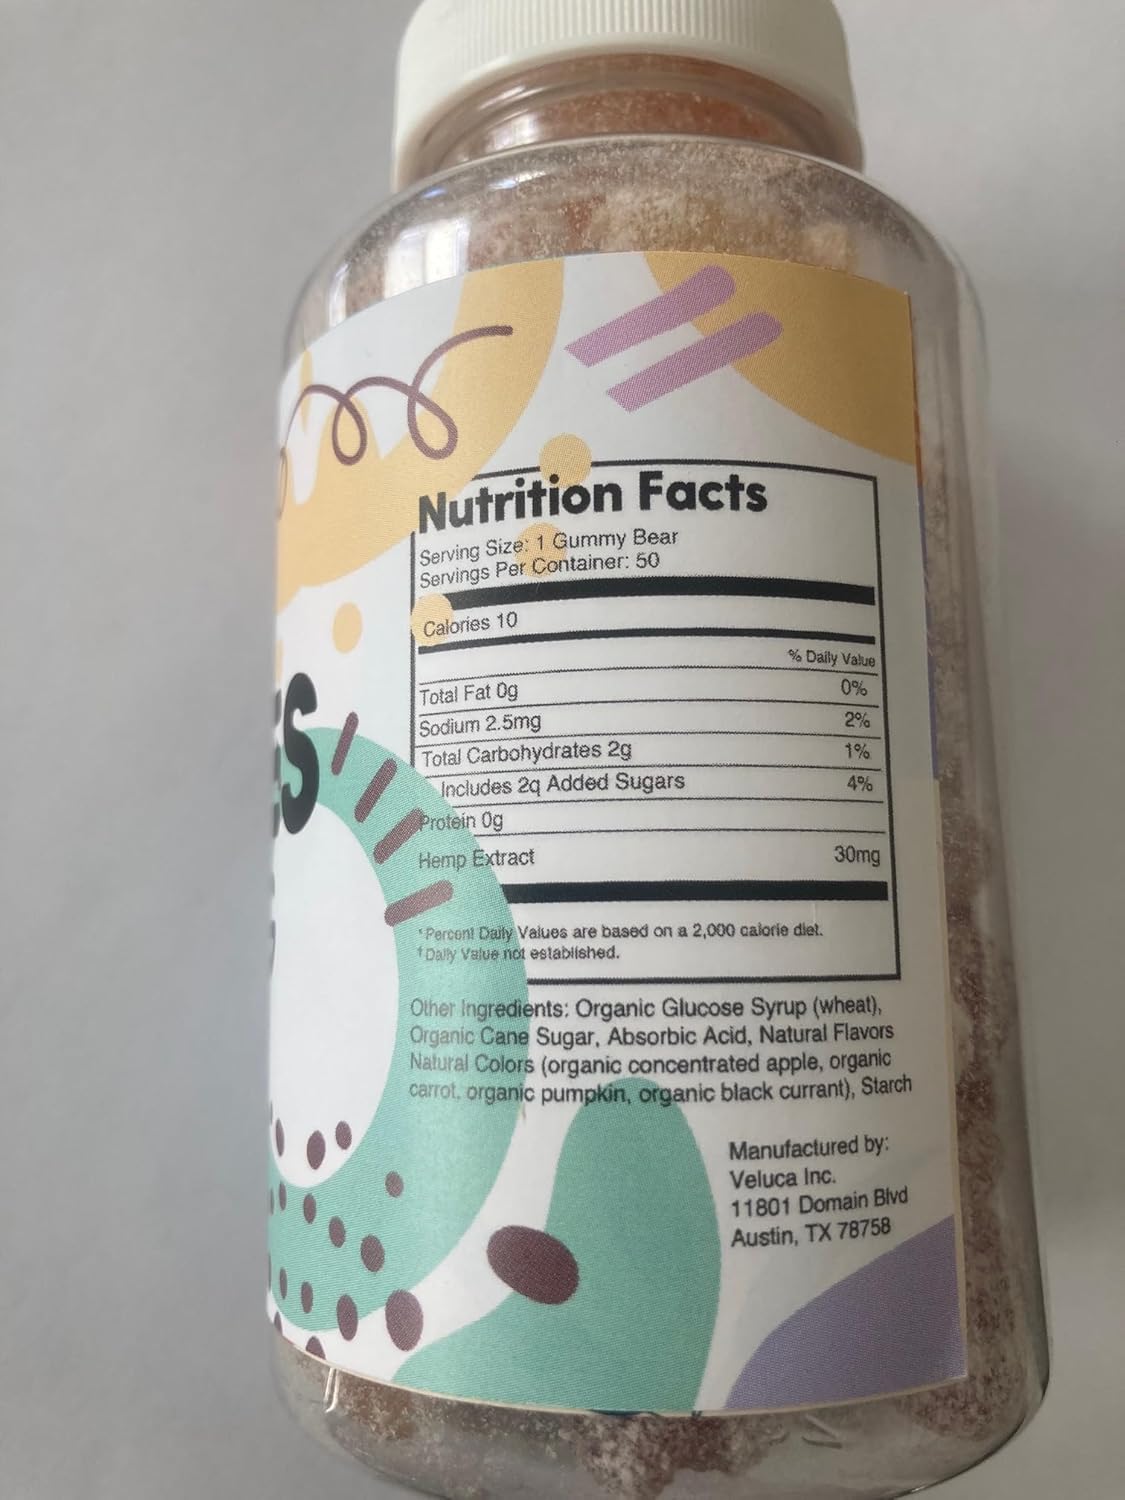 ES
Nutrition Facts
Serving Size: 1 Gummy Bear
Servings Per Container: 50
Calories 10
% Daily Value
Total Fat 0g 0%
Sodium 2.5mg 2%
Total Carbohydrates 2g 1%
Includes 2q Added Sugars 4%
Protein 0g
Hemp Extract 30mg
*Percent Daily Values are based on a 2,000 calorie diet.
†Daily Value not established.
Other Ingredients: Organic Glucose Syrup (wheat),
Organic Cane Sugar, Absorbic Acid, Natural Flavors
Natural Colors (organic concentrated apple, organic
carrot, organic pumpkin, organic black currant), Starch
Manufactured by:
Veluca Inc.
11801 Domain Blvd
Austin, TX 78758